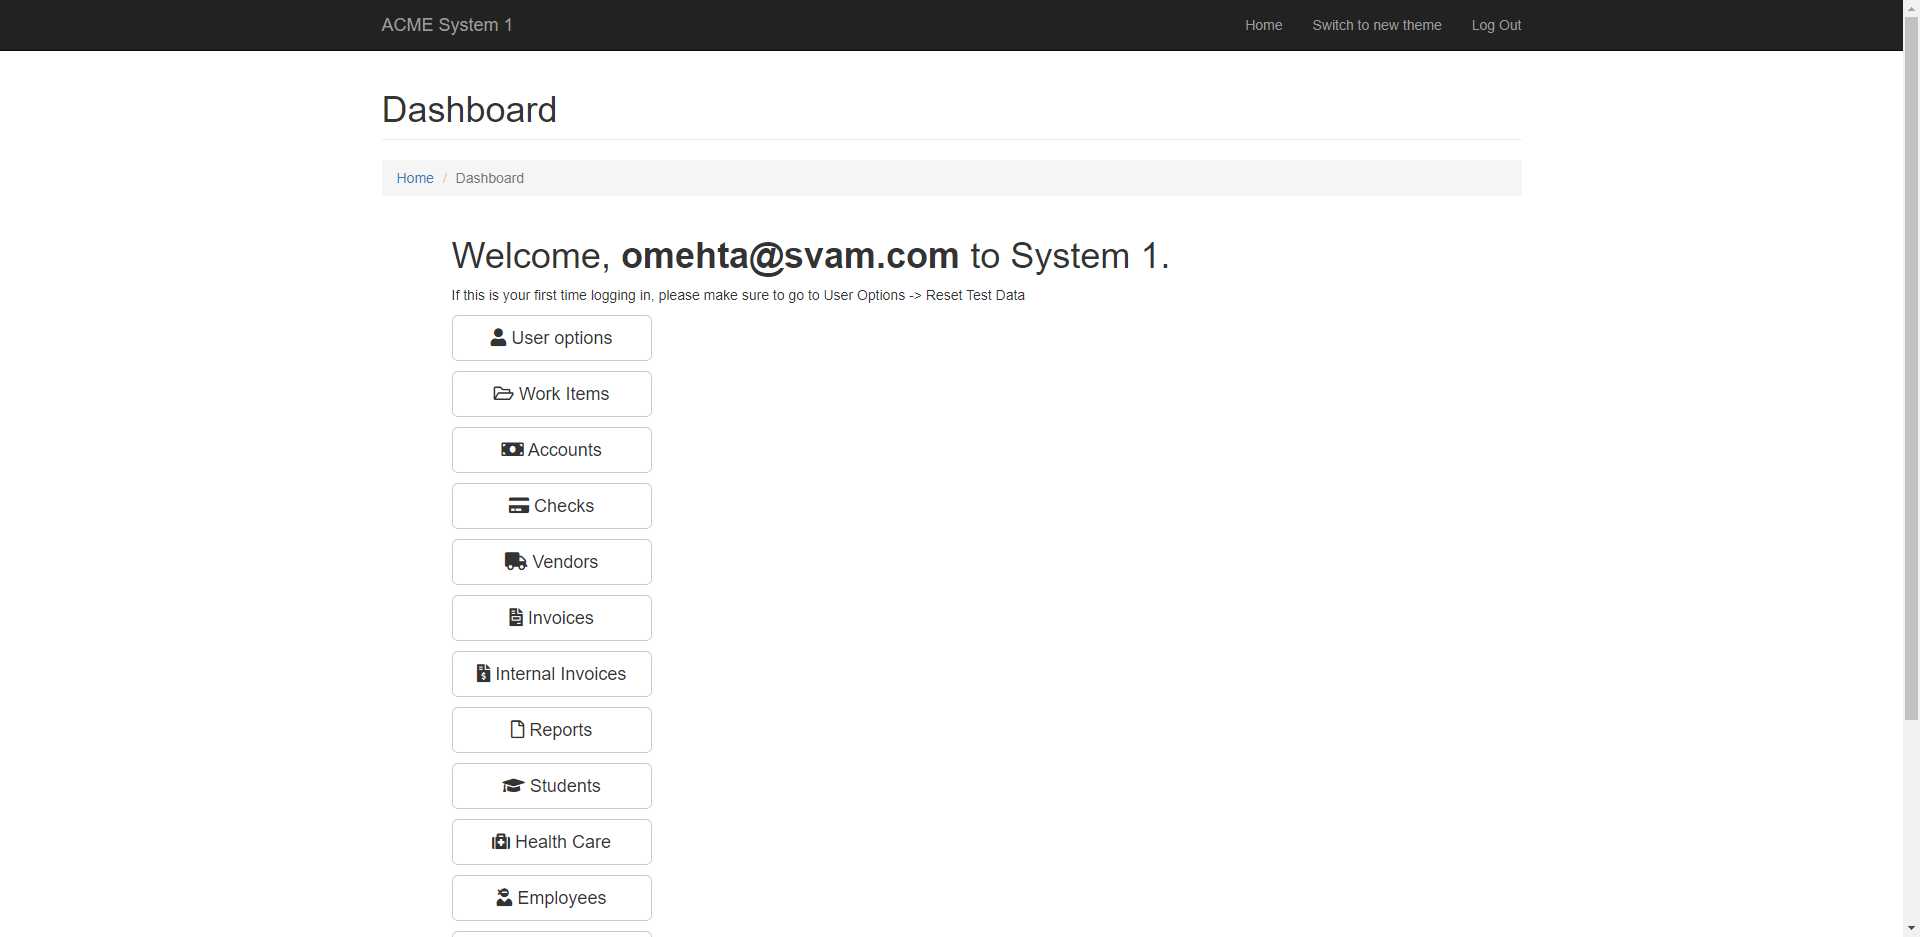 ACME System 1
Home
Switch to new theme
Log Out
Dashboard
Home / Dashboard
Welcome, omehta@svam.com to System 1.
If this is your first time logging in, please make sure to go to User Options -> Reset Test Data
User options
Work Items
Accounts
Checks
Vendors
Invoices
Internal Invoices
Reports
Students
Health Care
Employees